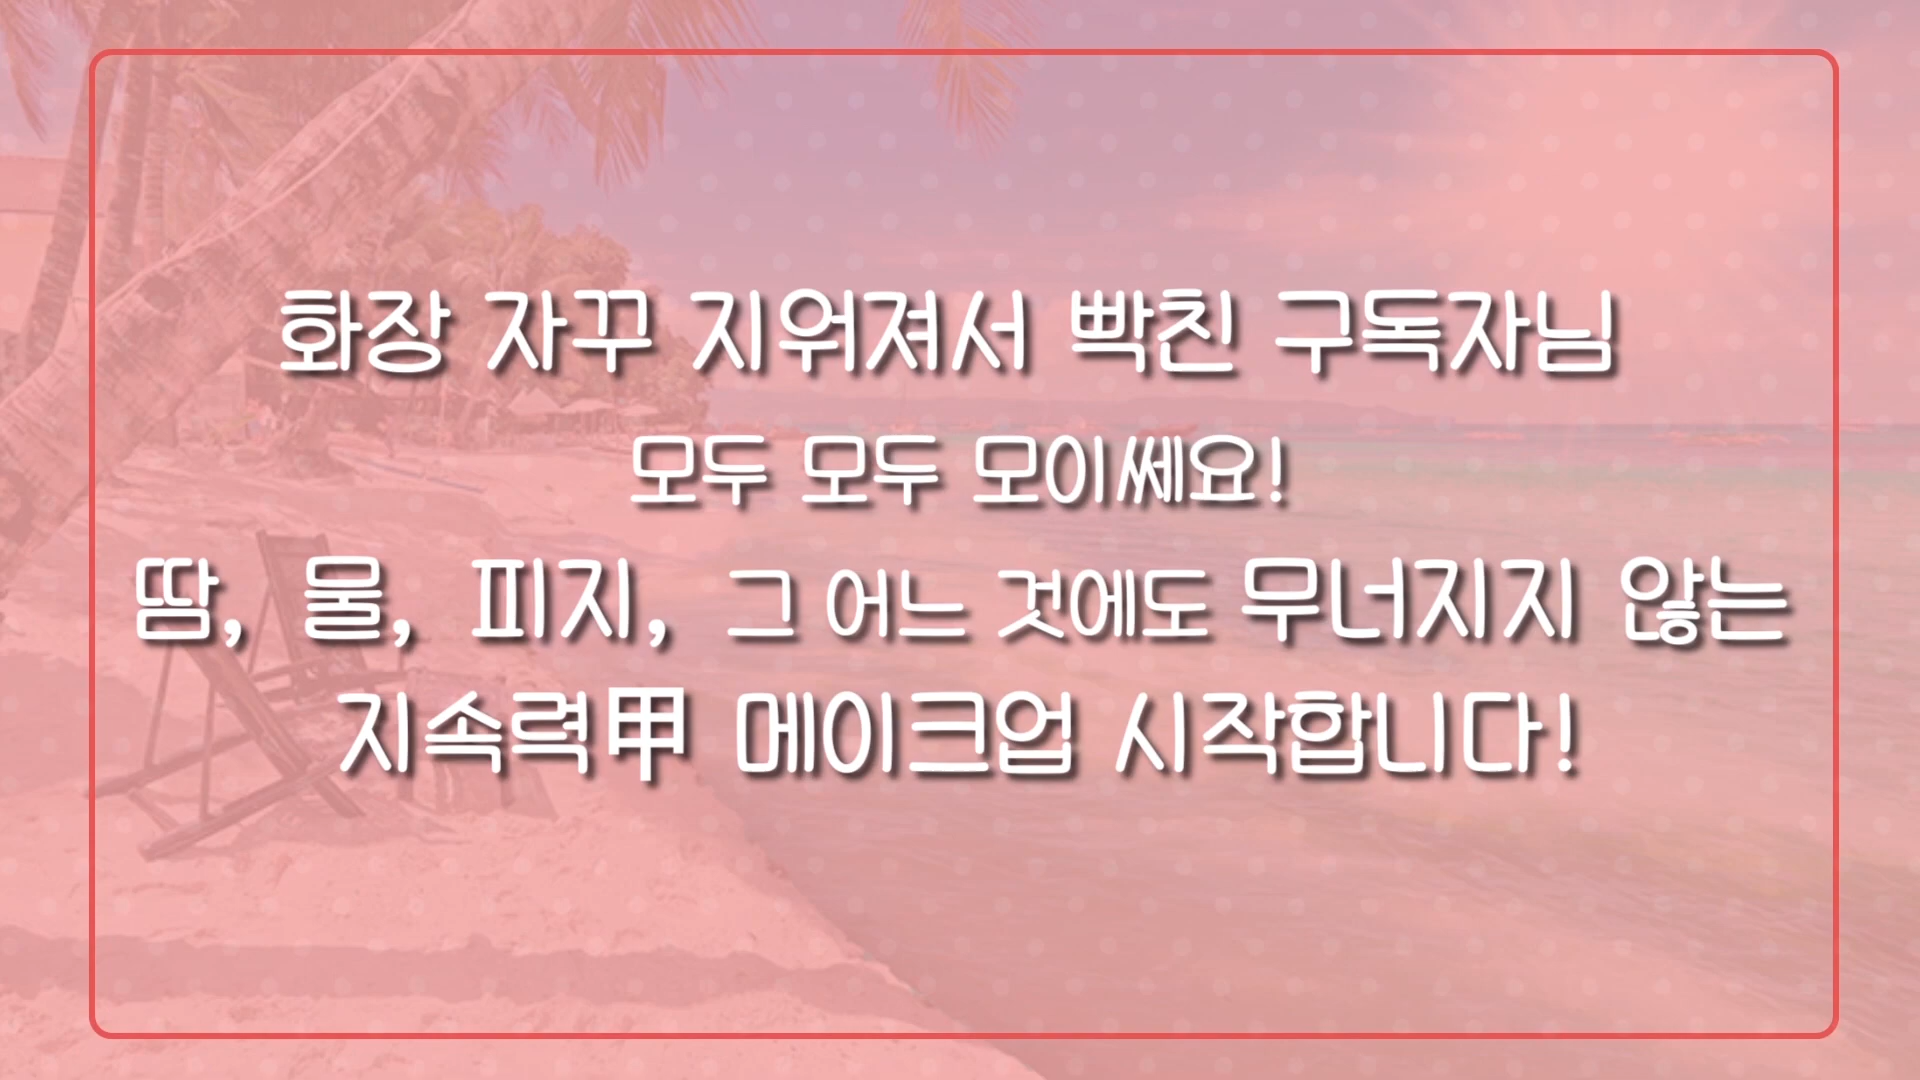 화장 자꾸 지워져서 빡친 구독자님
모두 모두 모이쎄요!
땀, 물, 피지, 그 어느 것에도 무너지지 않는
지속력甲 메이크업 시작합니다!